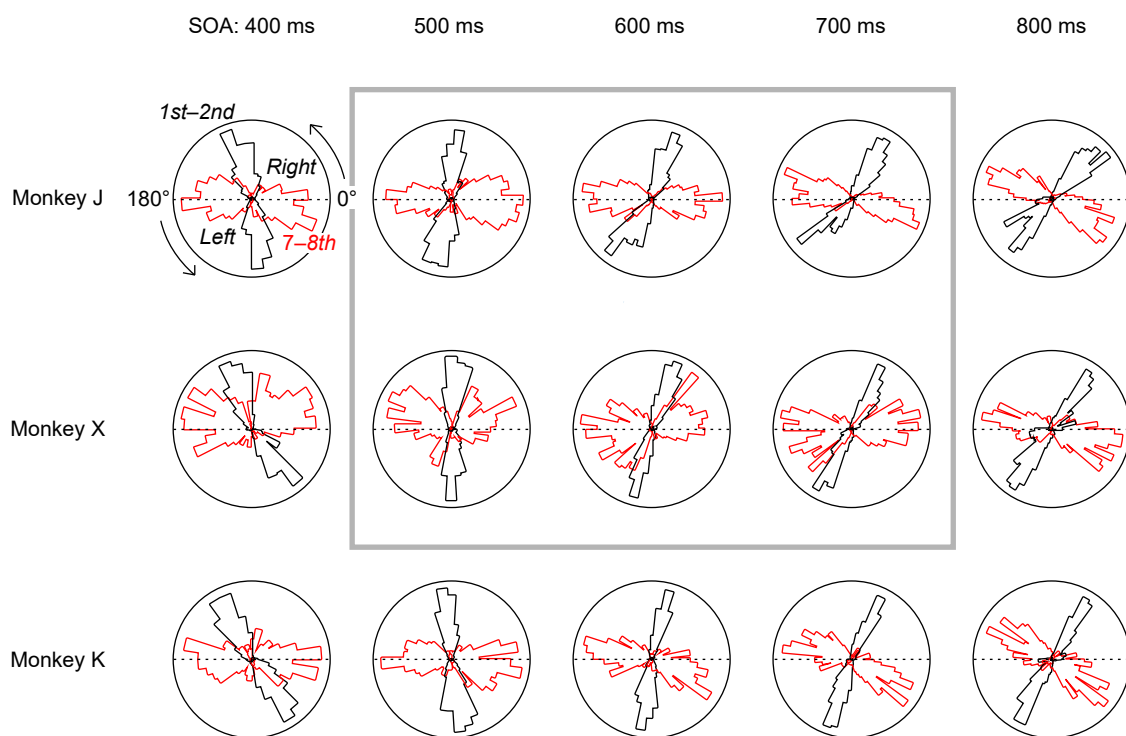 SOA: 400 ms 500 ms 600 ms 700 ms 800 ms
1st–2nd
Right
Monkey J 180° 0°
Left
7–8th
Monkey X
Monkey K